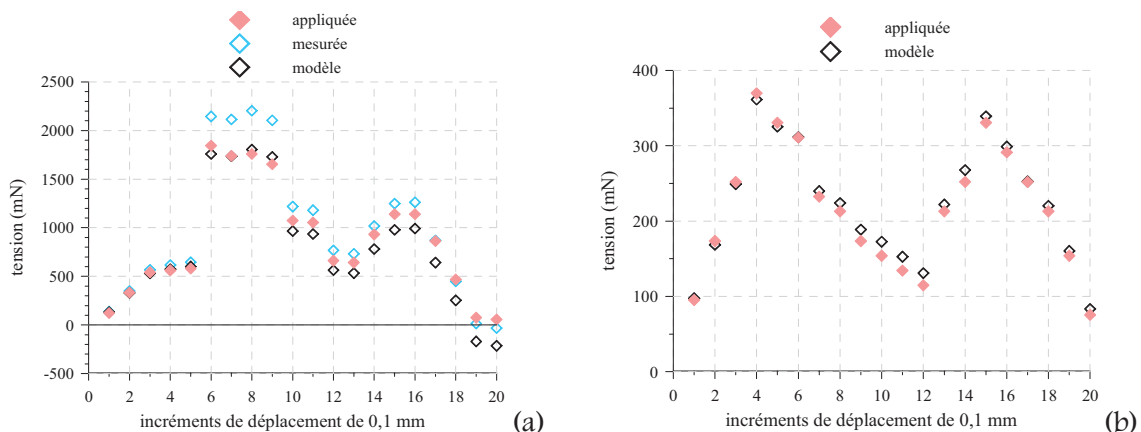 appliquée
mesurée
modèle
2500
2000
1500
1000
500
0
-500
tension (mN)
0 2 4 6 8 10 12 14 16 18 20
incréments de déplacement de 0,1 mm
(a)
appliquée
modèle
400
300
200
100
0
tension (mN)
0 2 4 6 8 10 12 14 16 18 20
incréments de déplacement de 0,1 mm
(b)